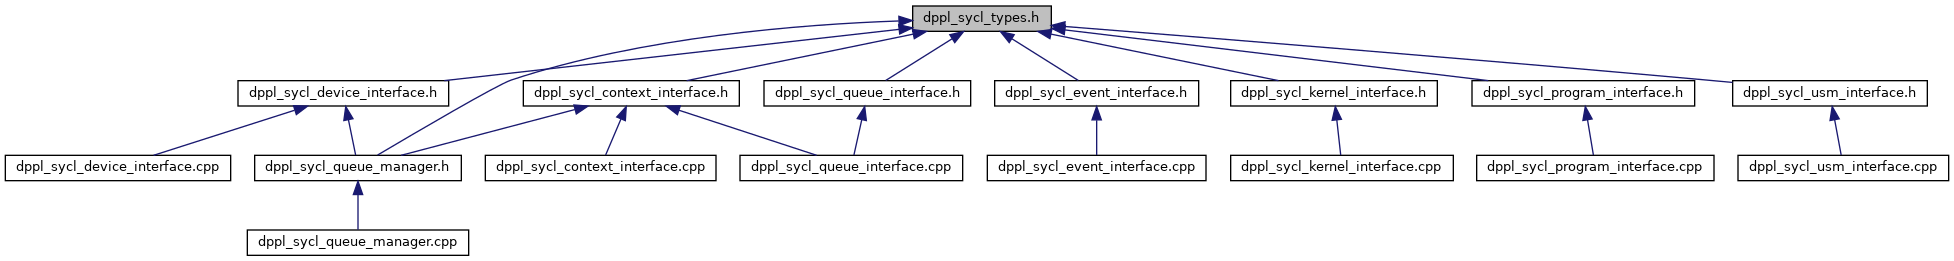 dppl_sycl_types.h
dppl_sycl_device_interface.h
dppl_sycl_context_interface.h
dppl_sycl_queue_interface.h
dppl_sycl_event_interface.h
dppl_sycl_kernel_interface.h
dppl_sycl_program_interface.h
dppl_sycl_usm_interface.h
dppl_sycl_device_interface.cpp
dppl_sycl_queue_manager.h
dppl_sycl_context_interface.cpp
dppl_sycl_queue_interface.cpp
dppl_sycl_event_interface.cpp
dppl_sycl_kernel_interface.cpp
dppl_sycl_program_interface.cpp
dppl_sycl_usm_interface.cpp
dppl_sycl_queue_manager.cpp